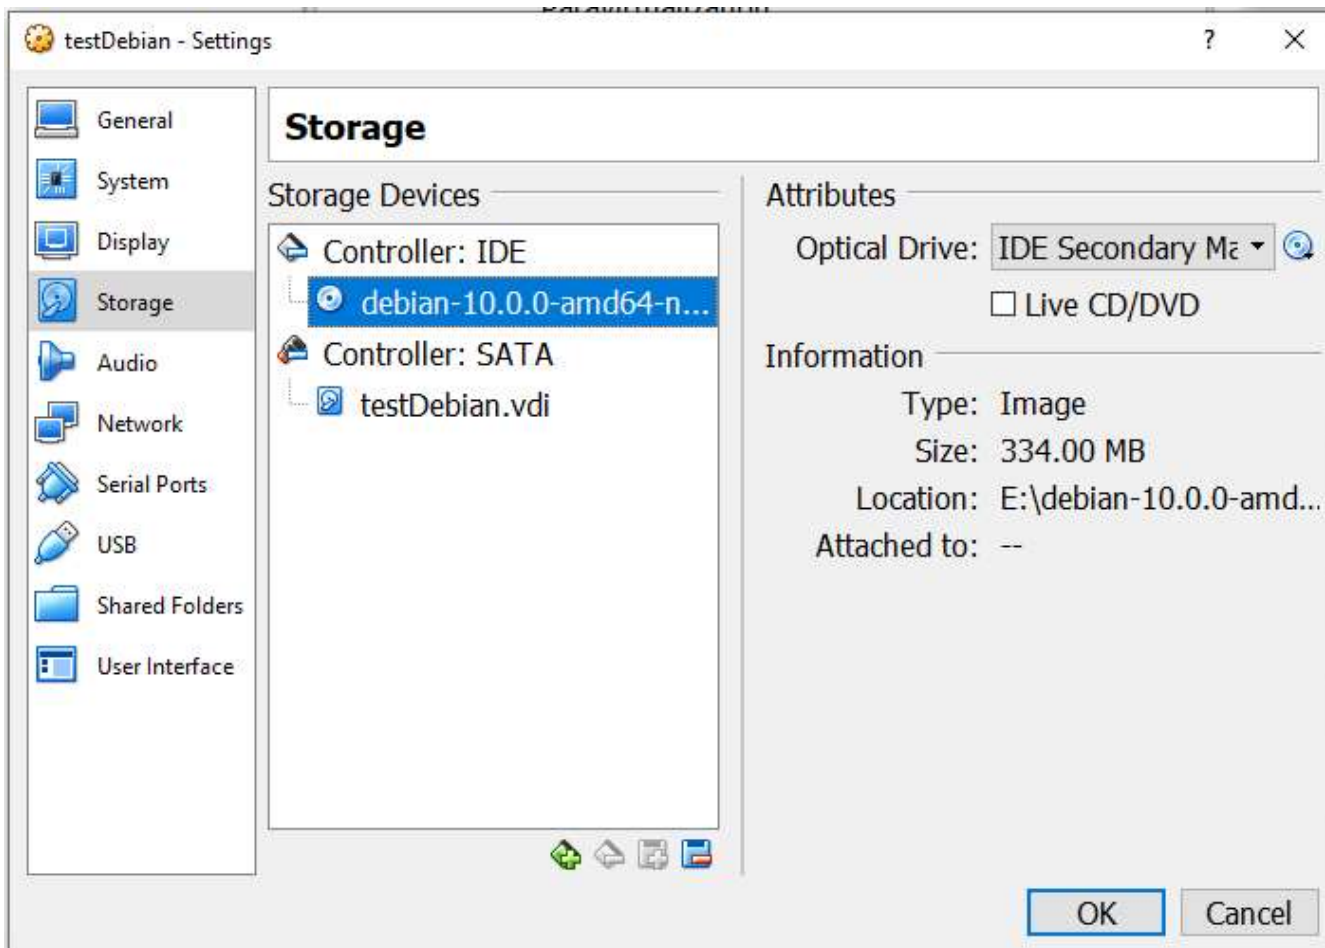 Paravirtualization
testDebian - Settings
?
General
System
Display
Storage
Audio
Network
Serial Ports
USB
Shared Folders
User Interface
Storage
Storage Devices
Controller: IDE
debian-10.0.0-amd64-n...
Controller: SATA
testDebian.vdi
Attributes
Optical Drive: IDE Secondary Ma
Live CD/DVD
Information
Type: Image
Size: 334.00 MB
Location: E:\debian-10.0.0-amd...
Attached to: --
OK Cancel